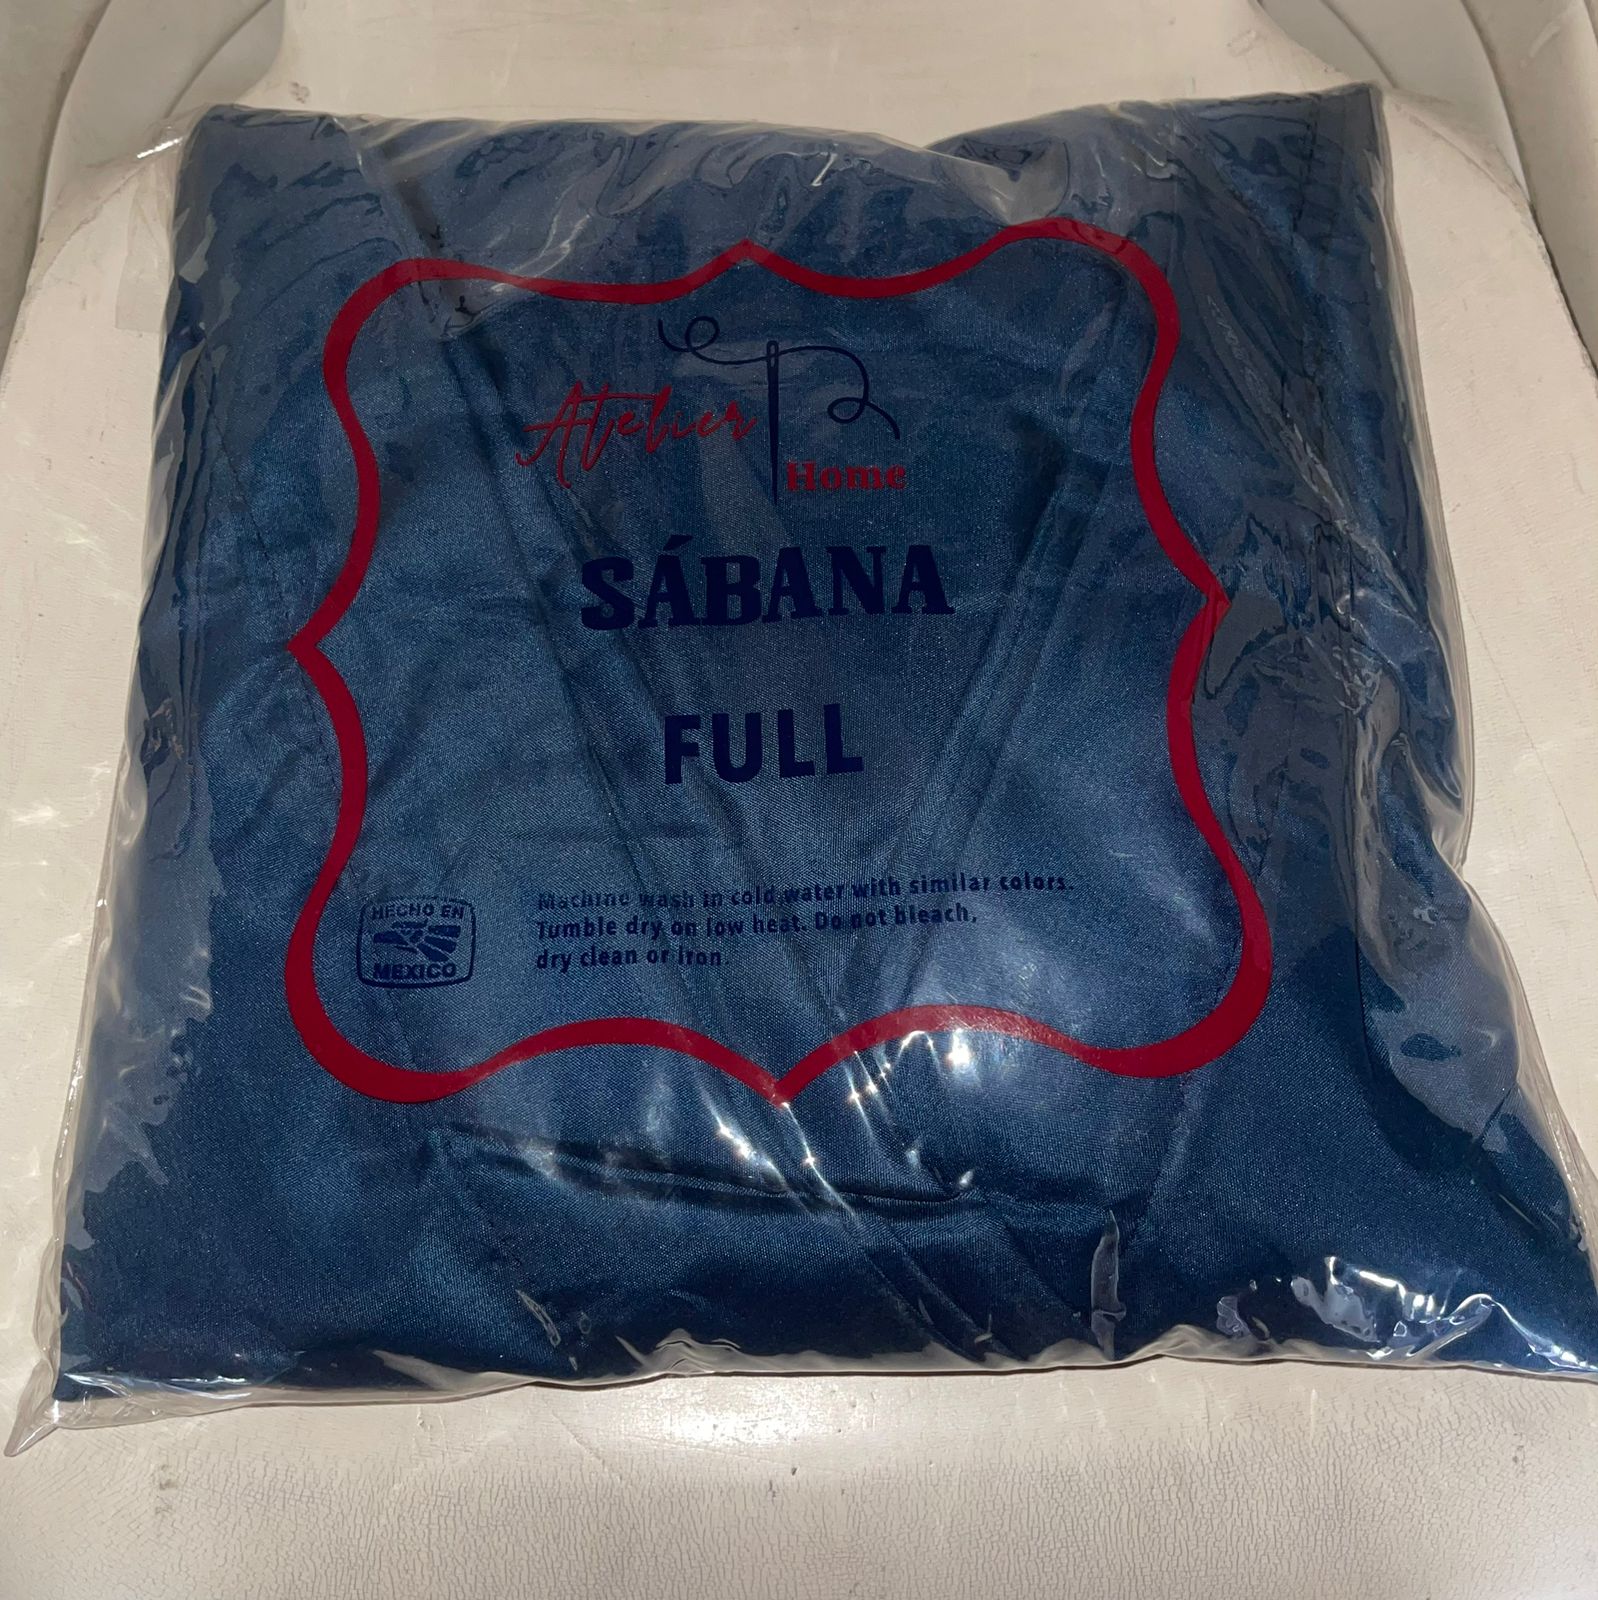 Atelier
Home
SÁBANA
FULL
HECHO EN
MEXICO
Machine wash in cold water with similar colors.
Tumble dry on low heat. Do not bleach,
dry clean or iron.